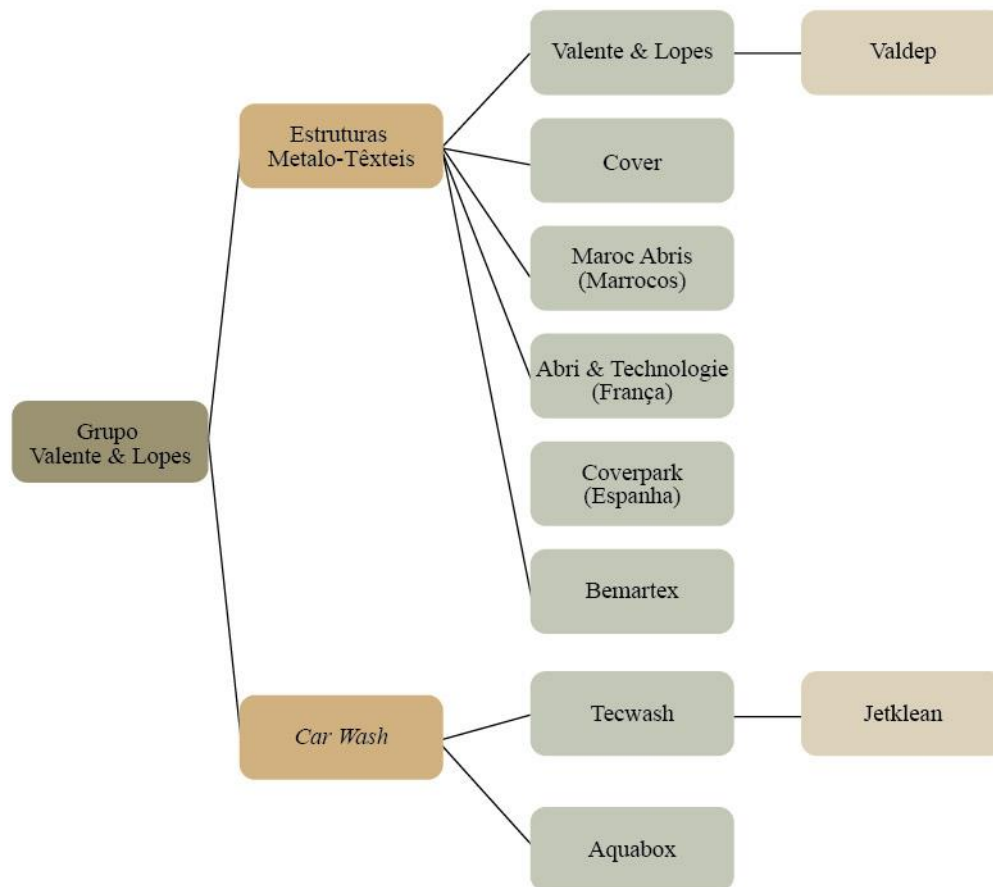 Valente & Lopes
Valdep
Estruturas
Metalo-Têxteis
Cover
Maroc Abris
(Marrocos)
Abri & Technologie
(França)
Grupo
Valente & Lopes
Coverpark
(Espanha)
Bemartex
Tecwash
Jetklean
Car Wash
Aquabox